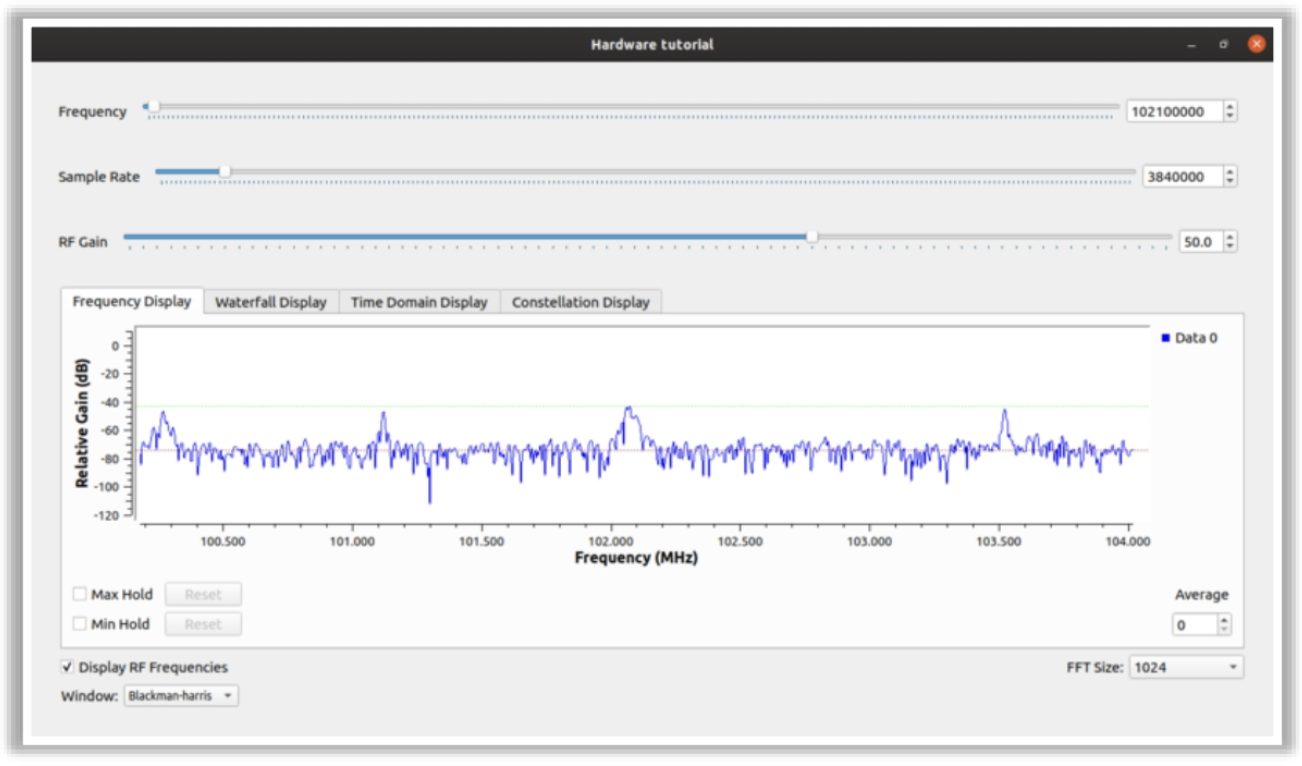 Hardware tutorial
Frequency 102100000
Sample Rate 3840000
RF Gain 50.0
Frequency Display Waterfall Display Time Domain Display Constellation Display
Data 0
Relative Gain (dB)
0
-20
-40
-60
-80
-100
-120
100.500 101.000 101.500 102.000 102.500 103.000 103.500 104.000
Frequency (MHz)
Max Hold Reset Average
Min Hold Reset 0
Display RF Frequencies FFT Size: 1024
Window: Blackman-harris